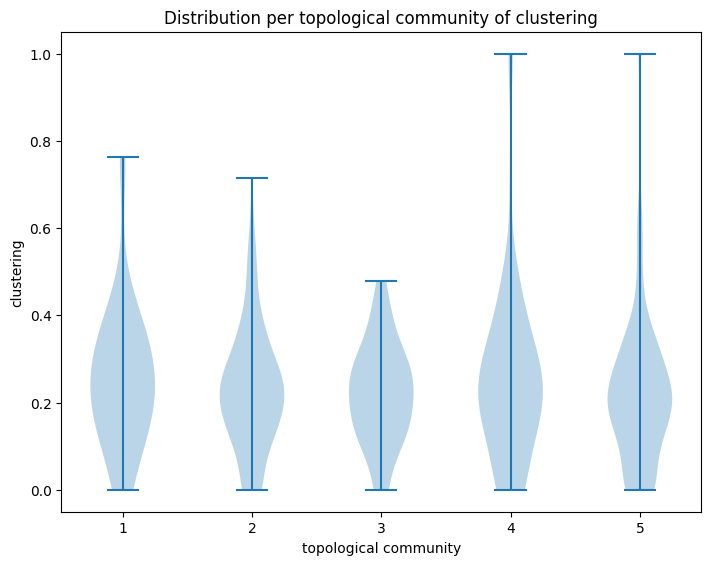 Distribution per topological community of clustering
1.0
0.8
0.6
0.4
0.2
0.0
clustering
1 2 3 4 5
topological community